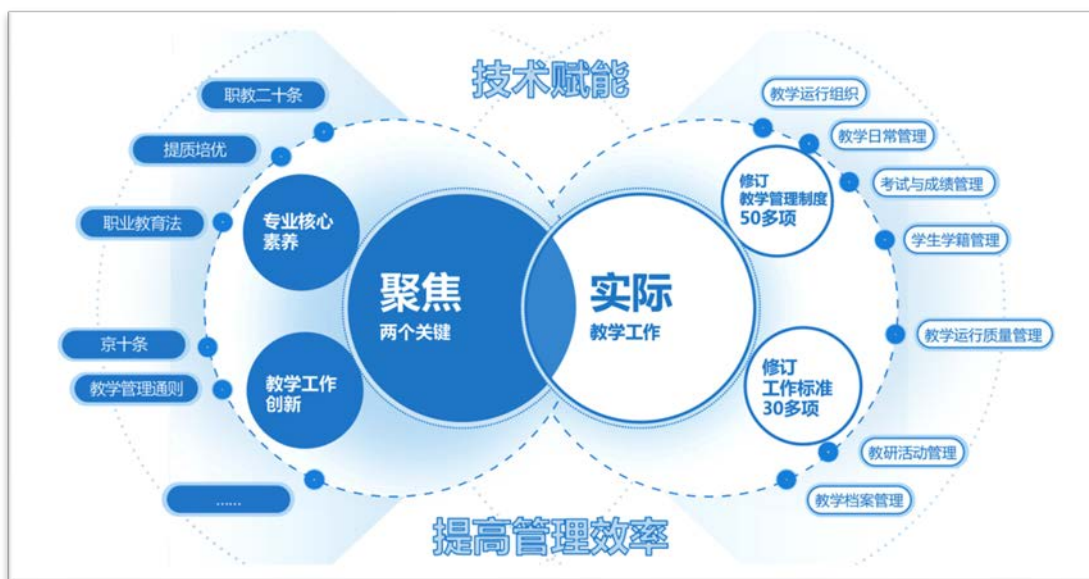 技术赋能
职教二十条
提质培优
职业教育法
京十条
教学管理通则
……
专业核心
素养
教学工作
创新
聚焦
两个关键
实际
教学工作
修订
教学管理制度
50多项
修订
工作标准
30多项
教学运行组织
教学日常管理
考试与成绩管理
学生学籍管理
教学运行质量管理
教研活动管理
教学档案管理
提高管理效率